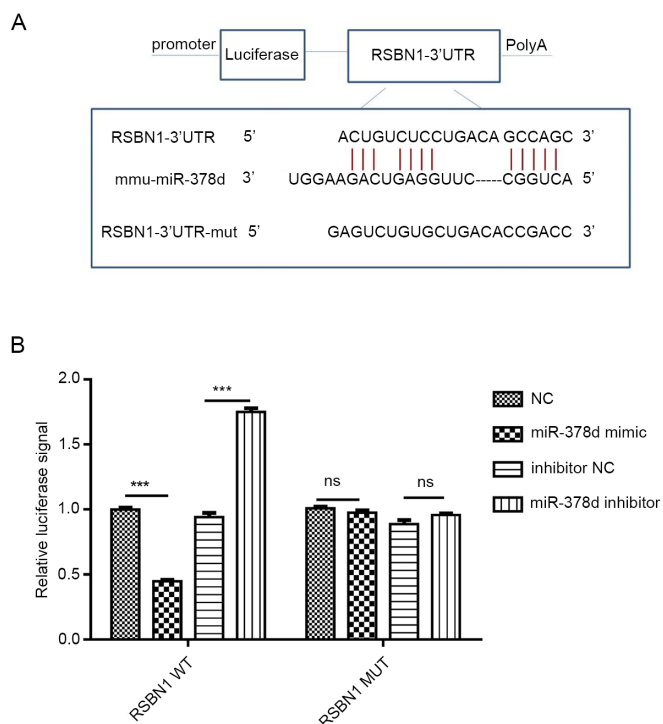 A
promoter Luciferase RSBN1-3'UTR PolyA
RSBN1-3'UTR 5' ACUGUCUCCUGACA GCCAGC 3'
mmu-miR-378d 3' UGGAAGACUGAGGUUC-----CGGUCA 5'
RSBN1-3'UTR-mut 5' GAGUCUGUGCUGACACCGACC 3'
B
Relative luciferase signal
2.0
1.5
1.0
0.5
0.0
***
***
ns
ns
RSBN1 WT
RSBN1 MUT
NC
miR-378d mimic
inhibitor NC
miR-378d inhibitor